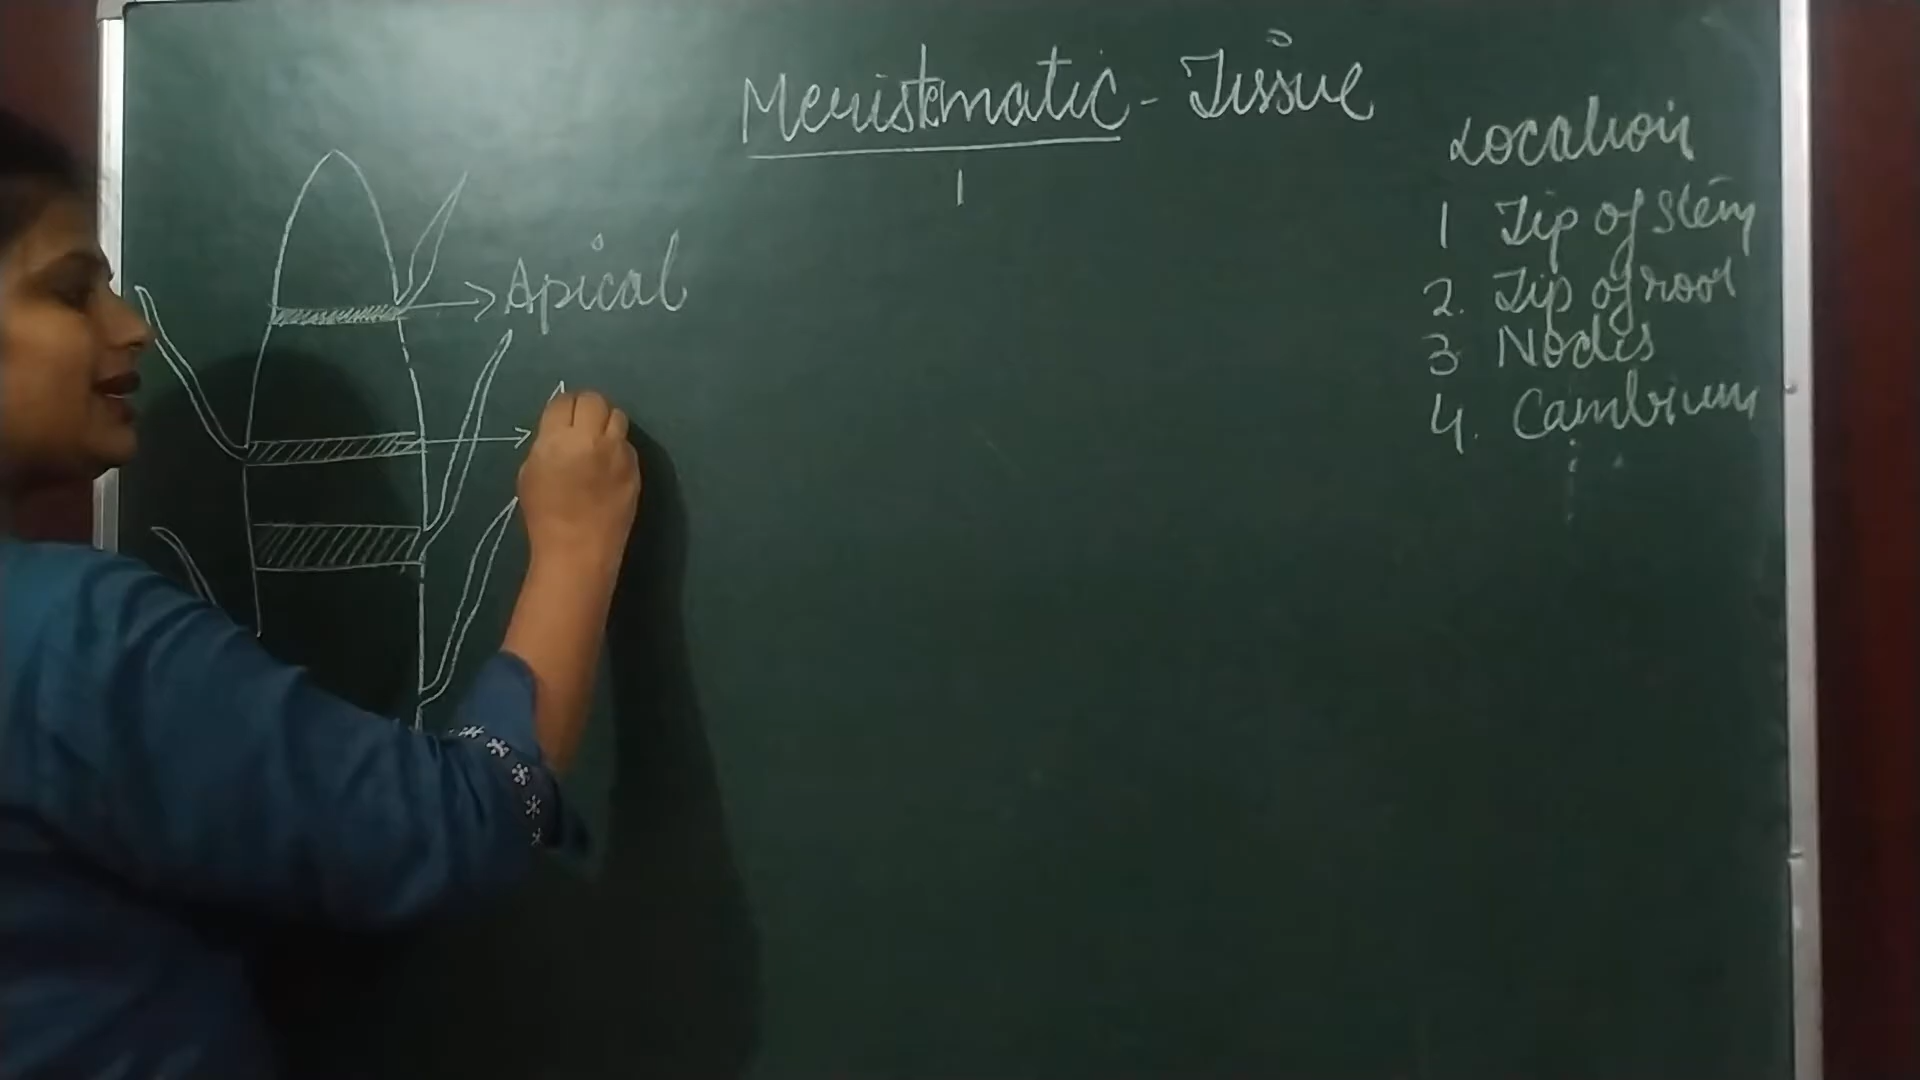 Meristematic - Tissue
Location
1 Tip of Stem
2. Tip of root
3 Nodes
4. Cambium
Apical